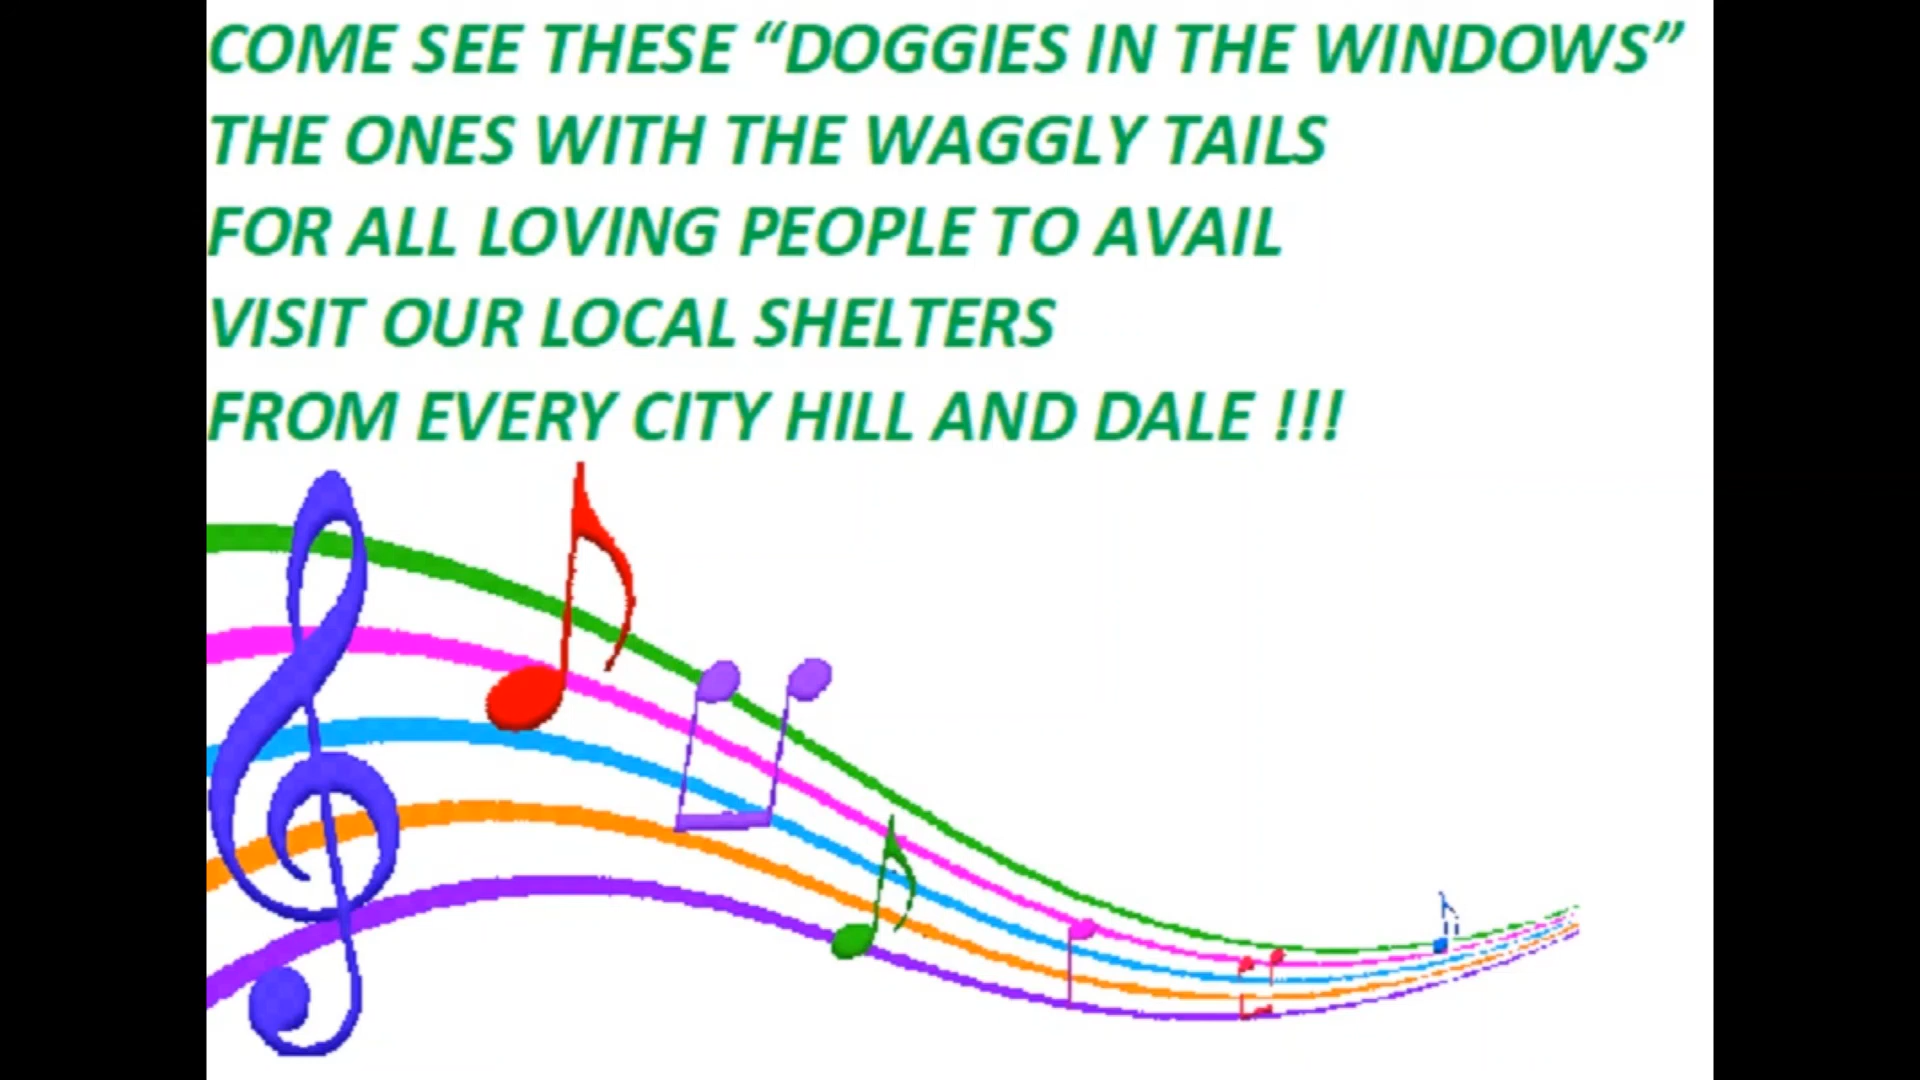 COME SEE THESE “DOGGIES IN THE WINDOWS”
THE ONES WITH THE WAGGLY TAILS
FOR ALL LOVING PEOPLE TO AVAIL
VISIT OUR LOCAL SHELTERS
FROM EVERY CITY HILL AND DALE !!!